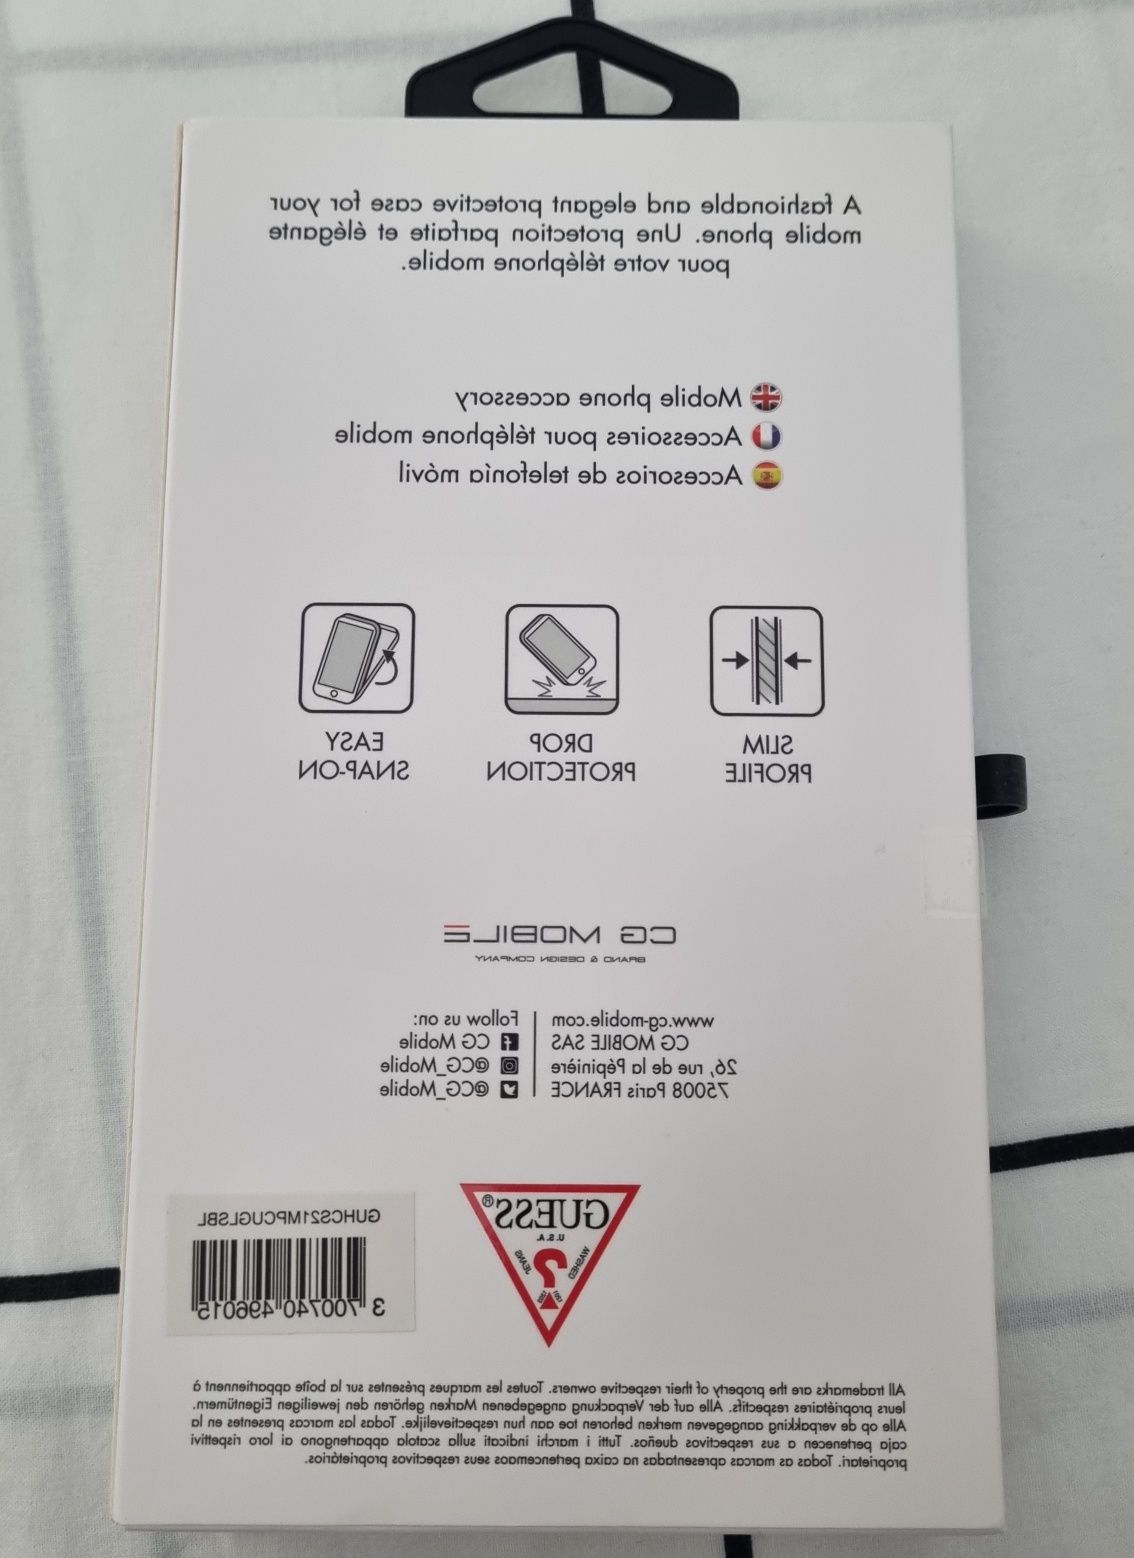 A fashionable and elegant protective case for your
mobile phone. Une protection parfaite et élégante
pour votre téléphone mobile.
Mobile phone accessory
Accessoires pour téléphone mobile
Accesorios de telefonía móvil
SLIM
PROFILE
DROP
PROTECTION
EASY
SNAP-ON
CG MOBILE
BRAND & DESIGN COMPANY
www.cg-mobile.com
CG MOBILE SAS
26, rue de la Pépinière
75008 Paris FRANCE
Follow us on:
CG Mobile
@CG_Mobile
@CG_Mobile
GUESS®
U.S.A.
WASHED
JEANS
?
GUHCS21MPCUGLSBL
3 700740 496015
All trademarks are the property of their respective owners. Toutes les marques présentes sur la boîte appartiennent à
leurs propriétaires respectifs. Alle auf der Verpackung angegebenen Marken gehören den jeweiligen Eigentümern.
Alle op de verpakking aangegeven merken behoren toe aan hun respectievelijke. Todas las marcas presentes en la
caja pertenecen a sus respectivos dueños. Tutti i marchi indicati sulla scatola appartengono ai loro rispettivi
proprietari. Todas as marcas apresentadas na caixa pertencemaos seus respectivos proprietários.